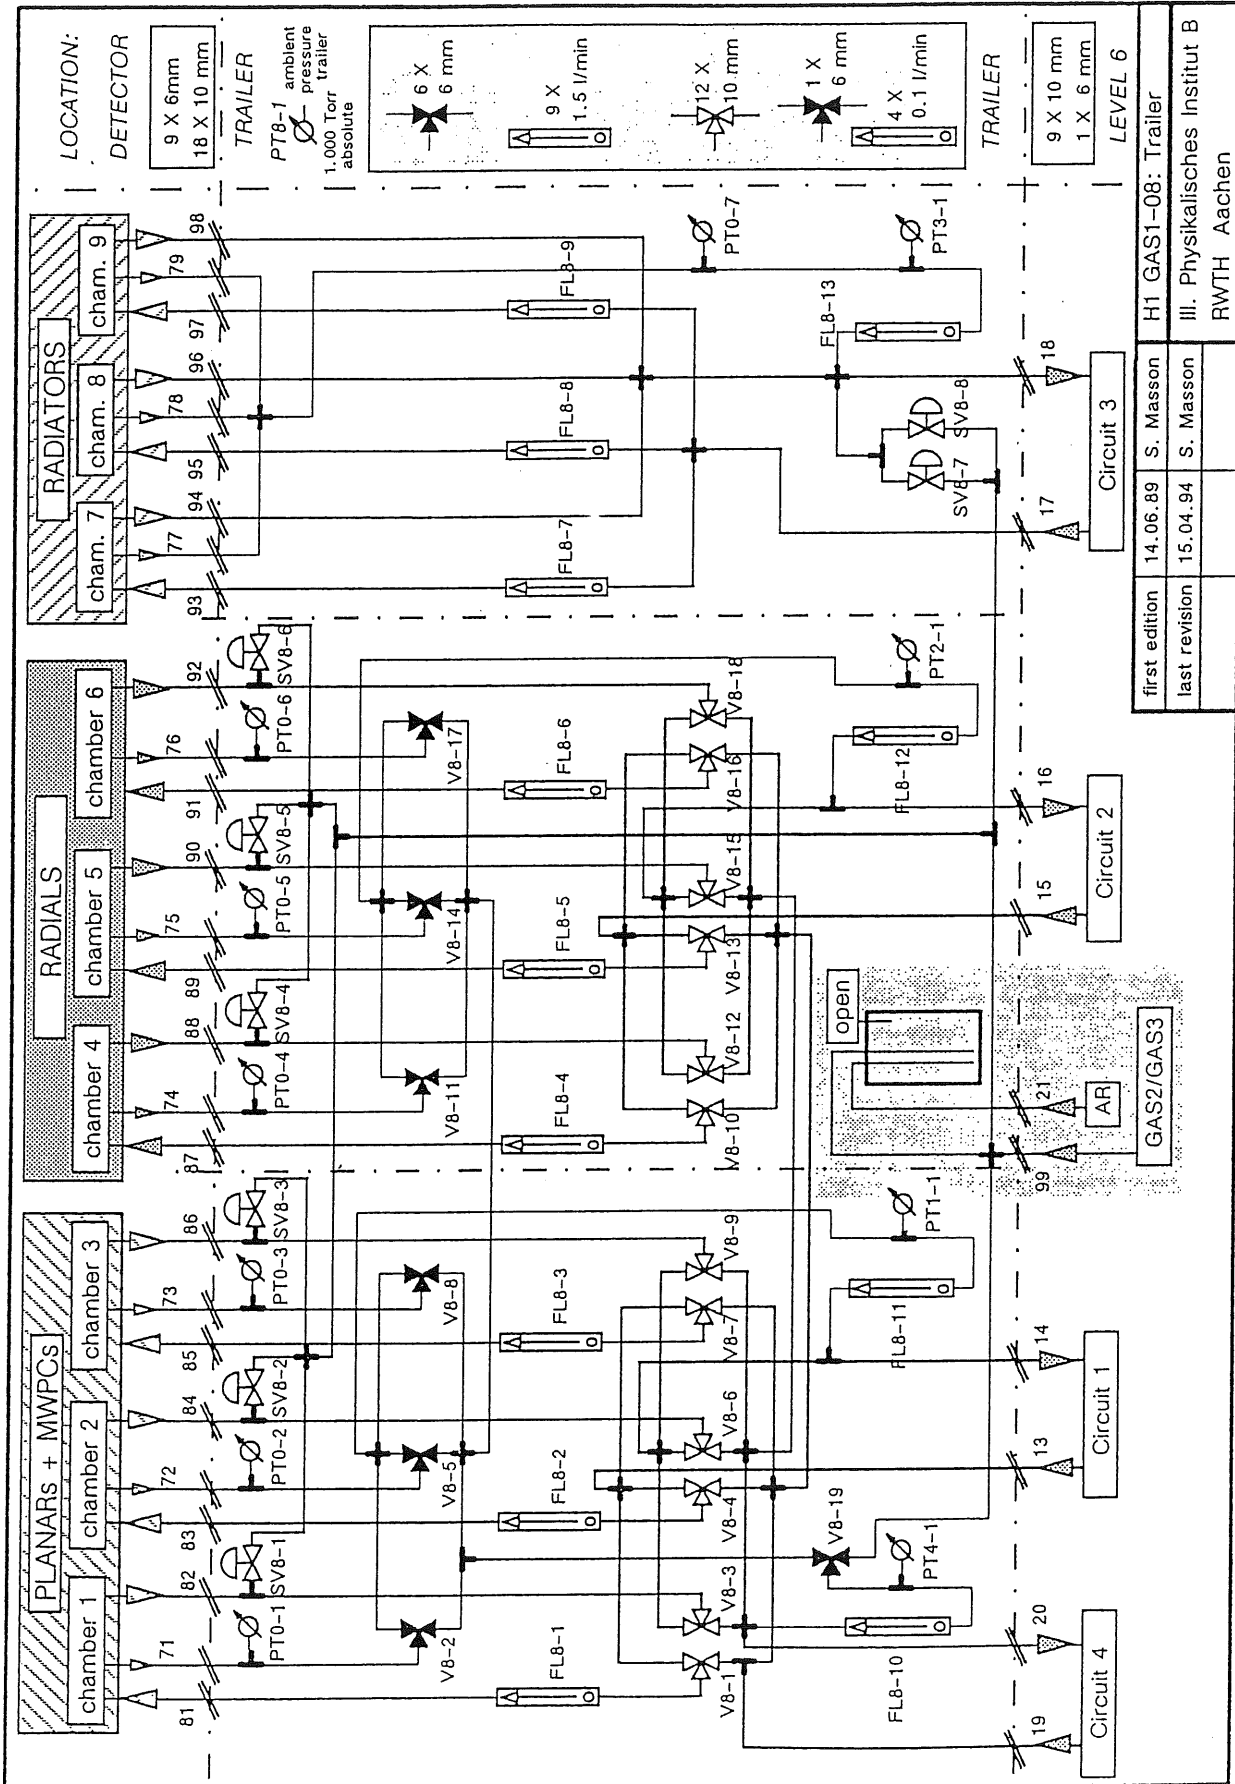 LOCATION:
DETECTOR
9 X 6mm
18 X 10 mm
TRAILER
PT8-1
ambient
pressure
trailer
1.000 Torr
absolute
6 X
6 mm
9 X
1.5 l/min
12 X
10 mm
1 X
6 mm
4 X
0.1 l/min
TRAILER
9 X 10 mm
1 X 6 mm
LEVEL 6
PLANARs + MWPCs
chamber 1
chamber 2
chamber 3
RADIALS
chamber 4
chamber 5
chamber 6
RADIATORS
cham. 7
cham. 8
cham. 9
81
71
82
83
72
84
85
73
86
87
74
88
89
75
90
91
76
92
93
77
94
95
78
96
97
79
98
PT0-1
SV8-1
PT0-2
SV8-2
PT0-3
SV8-3
PT0-4
SV8-4
PT0-5
SV8-5
PT0-6
SV8-6
V8-2
V8-5
V8-8
V8-11
V8-14
V8-17
FL8-1
FL8-2
FL8-3
FL8-4
FL8-5
FL8-6
FL8-7
FL8-8
FL8-9
PT0-7
V8-1
V8-3
V8-4
V8-6
V8-7
V8-9
V8-10
V8-12
V8-13
V8-15
V8-16
V8-18
V8-19
PT4-1
FL8-10
FL8-11
PT1-1
open
FL8-12
PT2-1
SV8-7
SV8-8
FL8-13
PT3-1
19
20
13
14
99
21
15
16
17
18
Circuit 4
Circuit 1
AR
GAS2/GAS3
Circuit 2
Circuit 3
first edition
14.06.89
S. Masson
H1 GAS1-08: Trailer
last revision
15.04.94
S. Masson
III. Physikalisches Institut B
RWTH Aachen